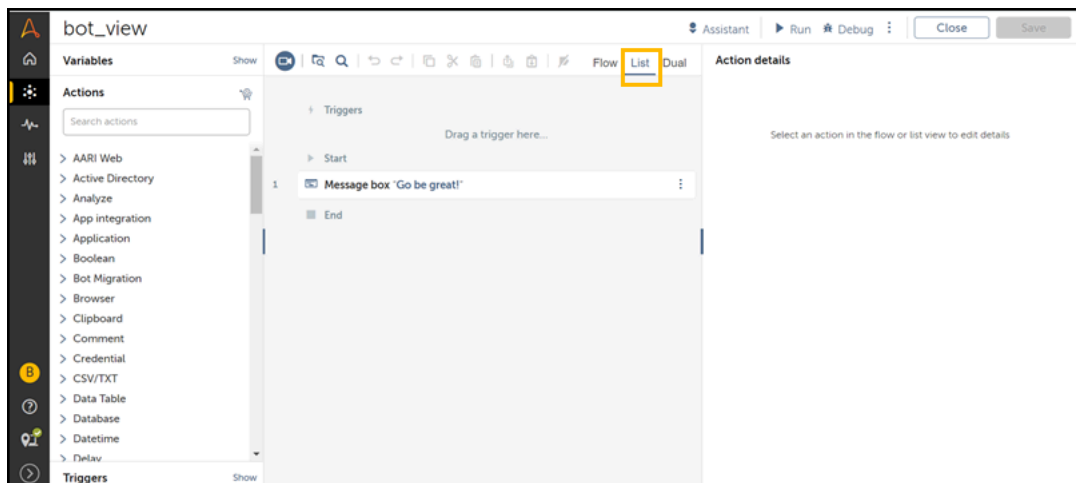 bot_view
Assistant Run Debug Close Save
Variables Show
Flow List Dual
Action details
Actions
Search actions
Triggers
Drag a trigger here...
Select an action in the flow or list view to edit details
Start
1 Message box "Go be great!"
End
AARI Web
Active Directory
Analyze
App integration
Application
Boolean
Bot Migration
Browser
Clipboard
Comment
Credential
CSV/TXT
Data Table
Database
Datetime
Delay
Triggers Show
B